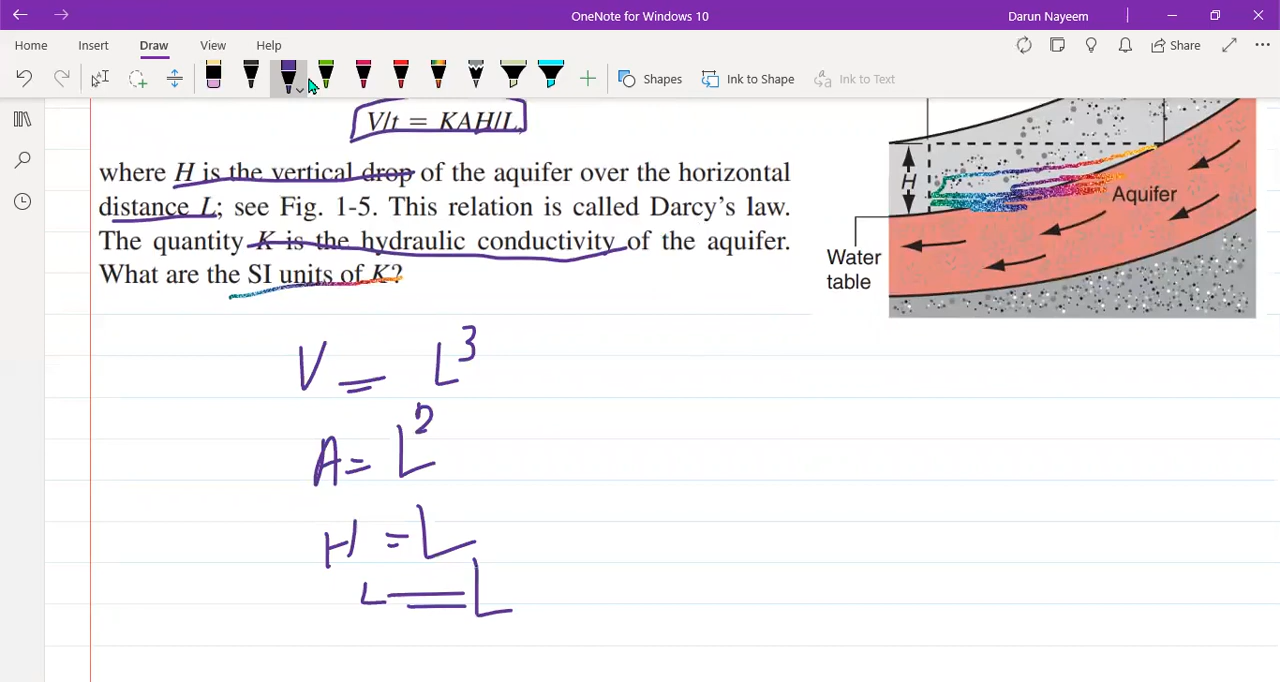 OneNote for Windows 10
Darun Nayeem
Home Insert Draw View Help
Share
Shapes Ink to Shape Ink to Text
V/t = KAH/L,
where H is the vertical drop of the aquifer over the horizontal
distance L; see Fig. 1-5. This relation is called Darcy’s law.
The quantity K is the hydraulic conductivity of the aquifer.
What are the SI units of K?
H
Aquifer
Water
table
V = L³
A = L²
H = L
L = L